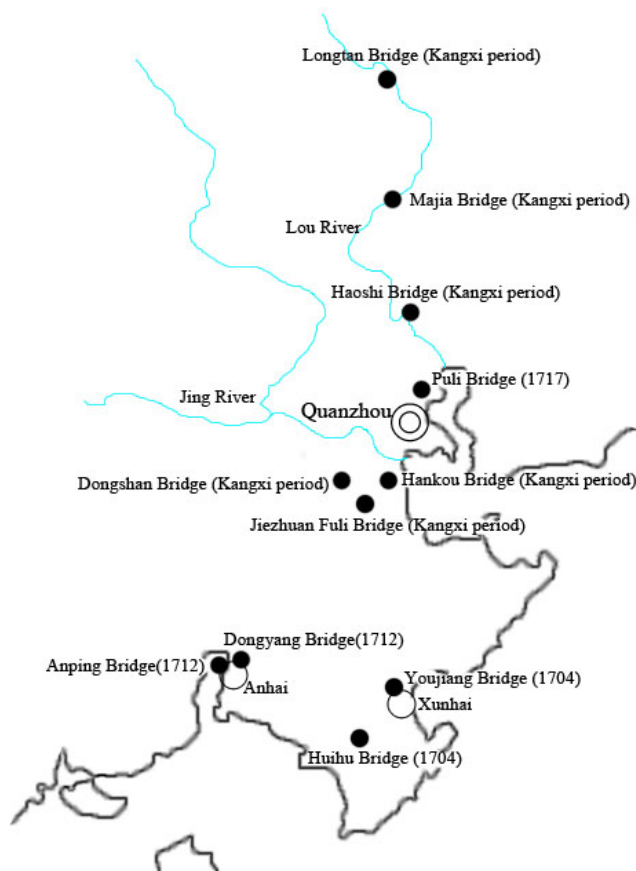 Longtan Bridge (Kangxi period)
Majia Bridge (Kangxi period)
Lou River
Haoshi Bridge (Kangxi period)
Puli Bridge (1717)
Jing River
Quanzhou
Dongshan Bridge (Kangxi period)
Hankou Bridge (Kangxi period)
Jiezhuan Fuli Bridge (Kangxi period)
Dongyang Bridge(1712)
Anping Bridge(1712)
Anhai
Youjiang Bridge (1704)
Xunhai
Huihu Bridge (1704)